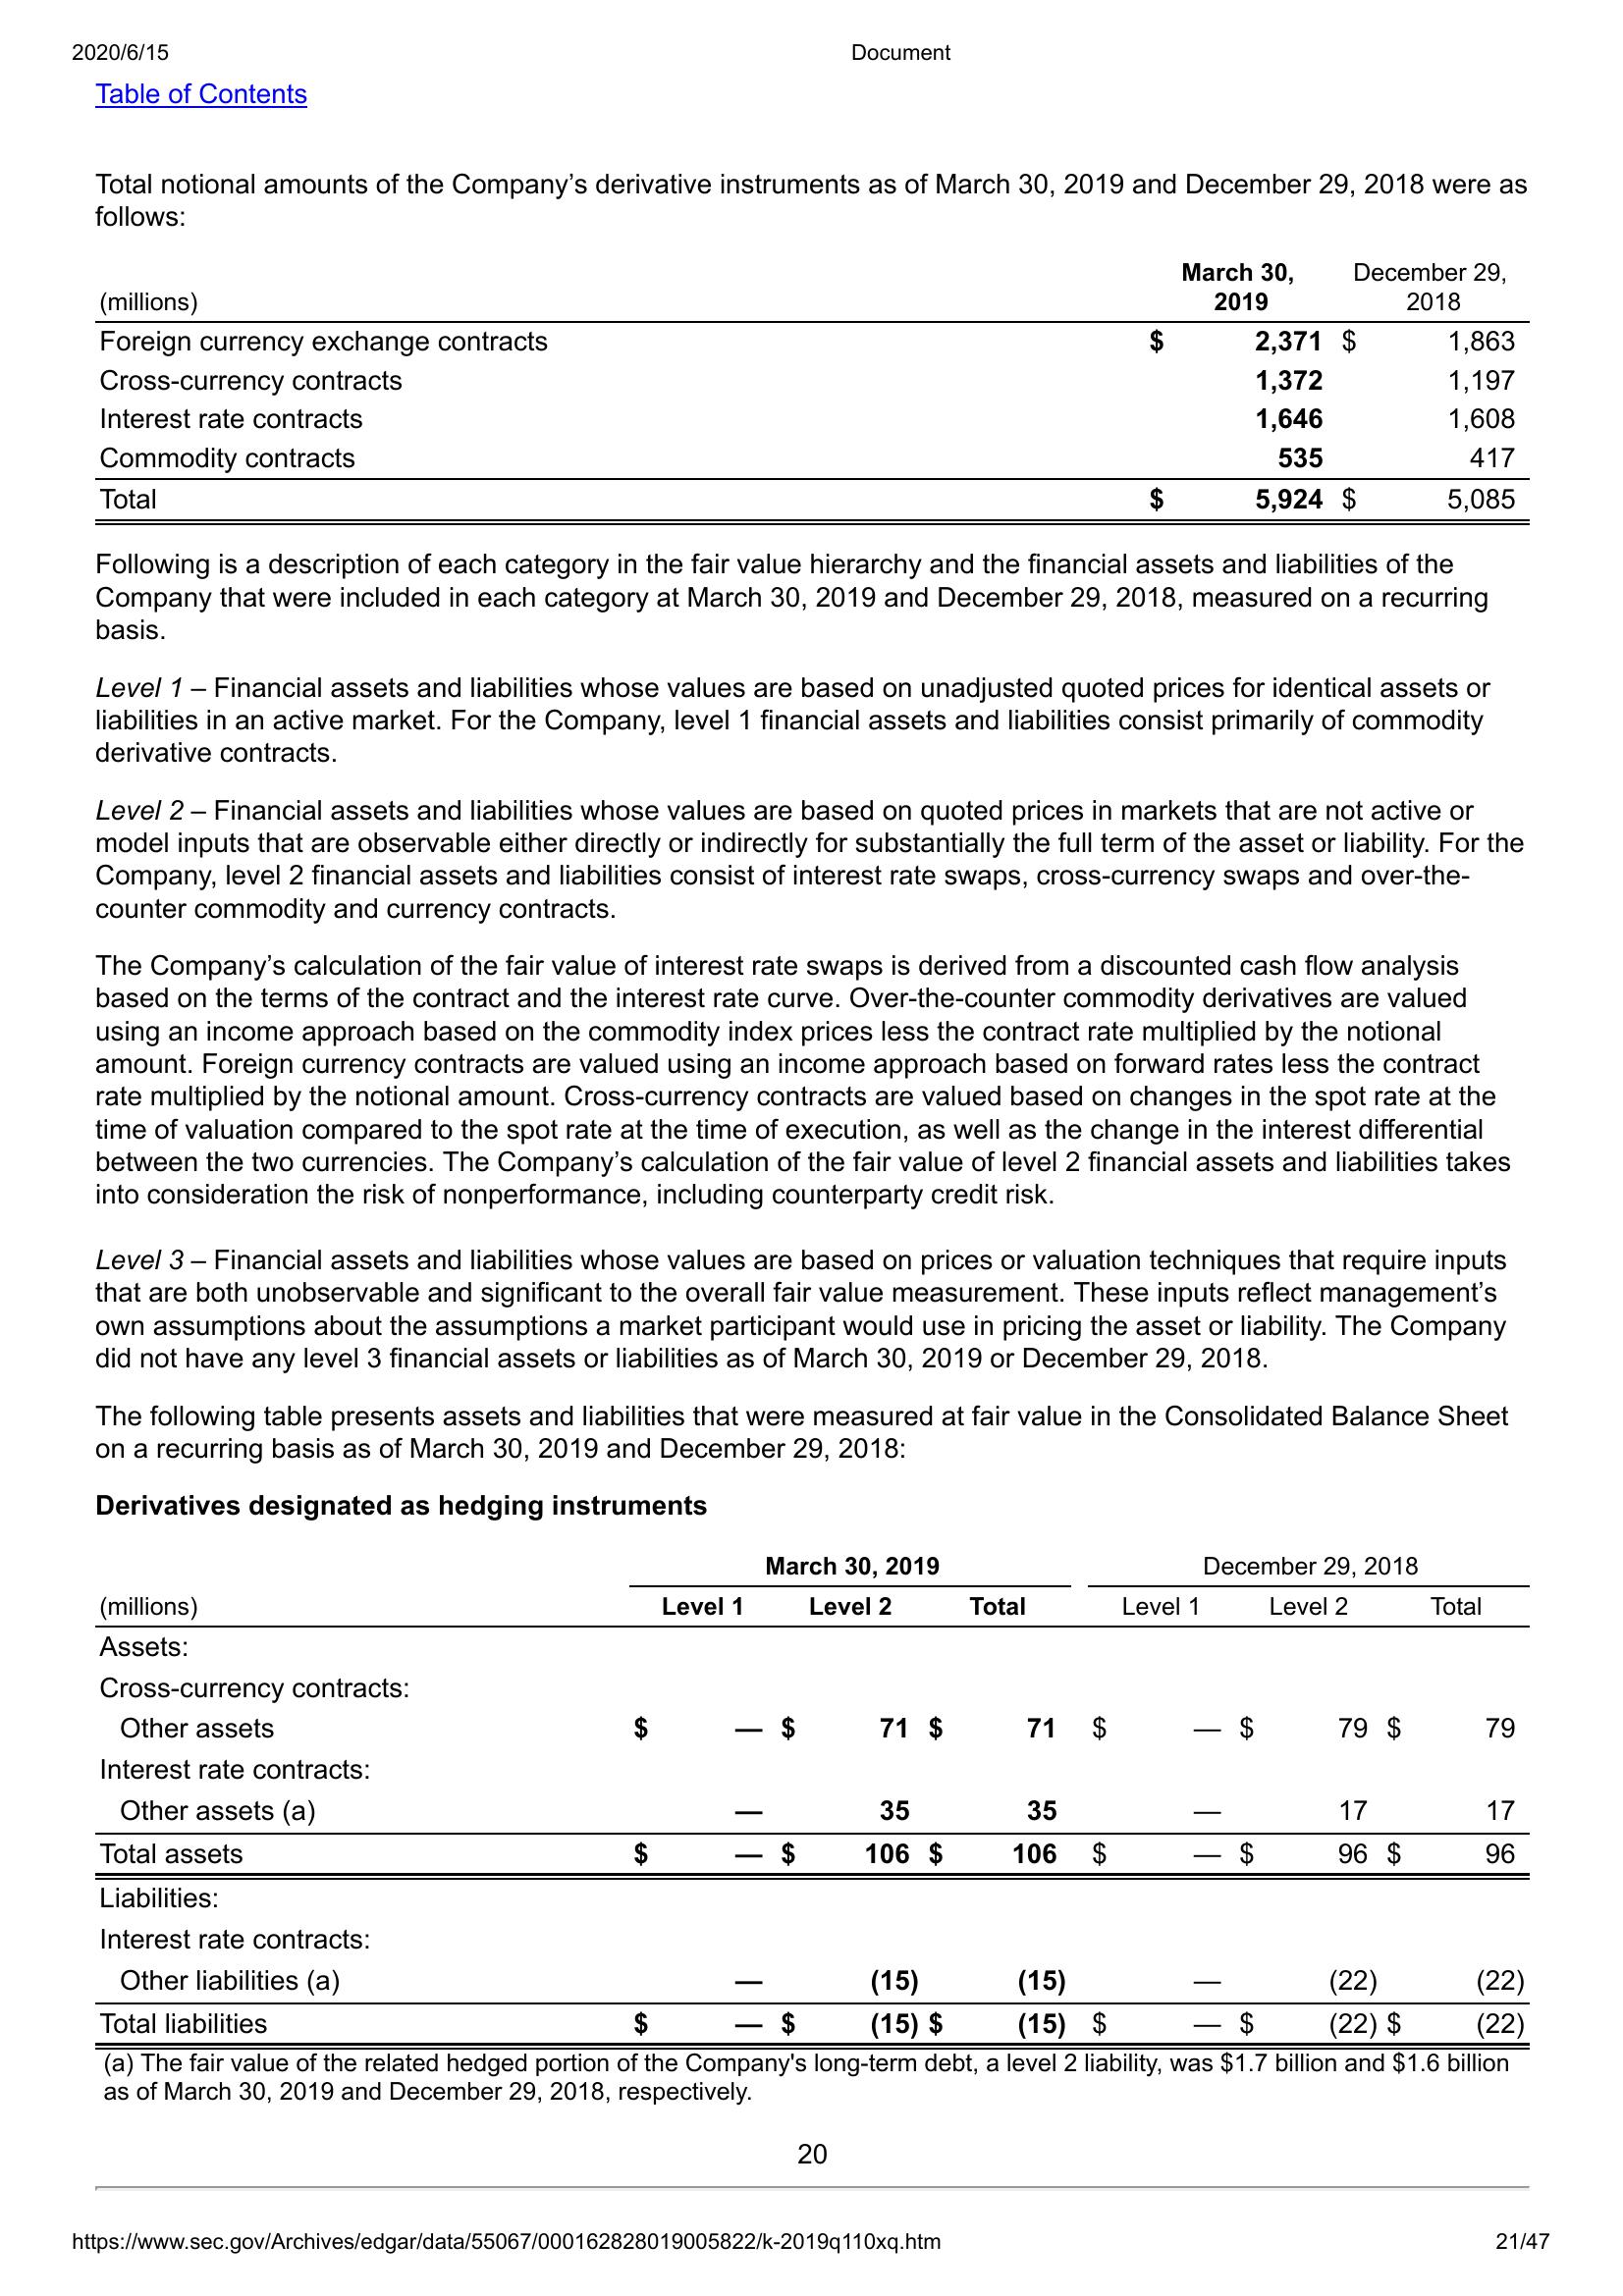 2020/6/15 Document
Table of Contents
Total notional amounts of the Company’s derivative instruments as of March 30, 2019 and December 29, 2018 were as
follows:
March 30, December 29,
(millions) 2019 2018
Foreign currency exchange contracts $ 2,371 $ 1,863
Cross-currency contracts 1,372 1,197
Interest rate contracts 1,646 1,608
Commodity contracts 535 417
Total $ 5,924 $ 5,085
Following is a description of each category in the fair value hierarchy and the financial assets and liabilities of the
Company that were included in each category at March 30, 2019 and December 29, 2018, measured on a recurring
basis.
Level 1 – Financial assets and liabilities whose values are based on unadjusted quoted prices for identical assets or
liabilities in an active market. For the Company, level 1 financial assets and liabilities consist primarily of commodity
derivative contracts.
Level 2 – Financial assets and liabilities whose values are based on quoted prices in markets that are not active or
model inputs that are observable either directly or indirectly for substantially the full term of the asset or liability. For the
Company, level 2 financial assets and liabilities consist of interest rate swaps, cross-currency swaps and over-the-
counter commodity and currency contracts.
The Company’s calculation of the fair value of interest rate swaps is derived from a discounted cash flow analysis
based on the terms of the contract and the interest rate curve. Over-the-counter commodity derivatives are valued
using an income approach based on the commodity index prices less the contract rate multiplied by the notional
amount. Foreign currency contracts are valued using an income approach based on forward rates less the contract
rate multiplied by the notional amount. Cross-currency contracts are valued based on changes in the spot rate at the
time of valuation compared to the spot rate at the time of execution, as well as the change in the interest differential
between the two currencies. The Company’s calculation of the fair value of level 2 financial assets and liabilities takes
into consideration the risk of nonperformance, including counterparty credit risk.
Level 3 – Financial assets and liabilities whose values are based on prices or valuation techniques that require inputs
that are both unobservable and significant to the overall fair value measurement. These inputs reflect management’s
own assumptions about the assumptions a market participant would use in pricing the asset or liability. The Company
did not have any level 3 financial assets or liabilities as of March 30, 2019 or December 29, 2018.
The following table presents assets and liabilities that were measured at fair value in the Consolidated Balance Sheet
on a recurring basis as of March 30, 2019 and December 29, 2018:
Derivatives designated as hedging instruments
March 30, 2019 December 29, 2018
(millions) Level 1 Level 2 Total Level 1 Level 2 Total
Assets:
Cross-currency contracts:
Other assets $ — $ 71 $ 71 $ — $ 79 $ 79
Interest rate contracts:
Other assets (a) — 35 35 — 17 17
Total assets $ — $ 106 $ 106 $ — $ 96 $ 96
Liabilities:
Interest rate contracts:
Other liabilities (a) — (15) (15) — (22) (22)
Total liabilities $ — $ (15) $ (15) $ — $ (22) $ (22)
(a) The fair value of the related hedged portion of the Company's long-term debt, a level 2 liability, was $1.7 billion and $1.6 billion
as of March 30, 2019 and December 29, 2018, respectively.
20
https://www.sec.gov/Archives/edgar/data/55067/000162828019005822/k-2019q110xq.htm 21/47